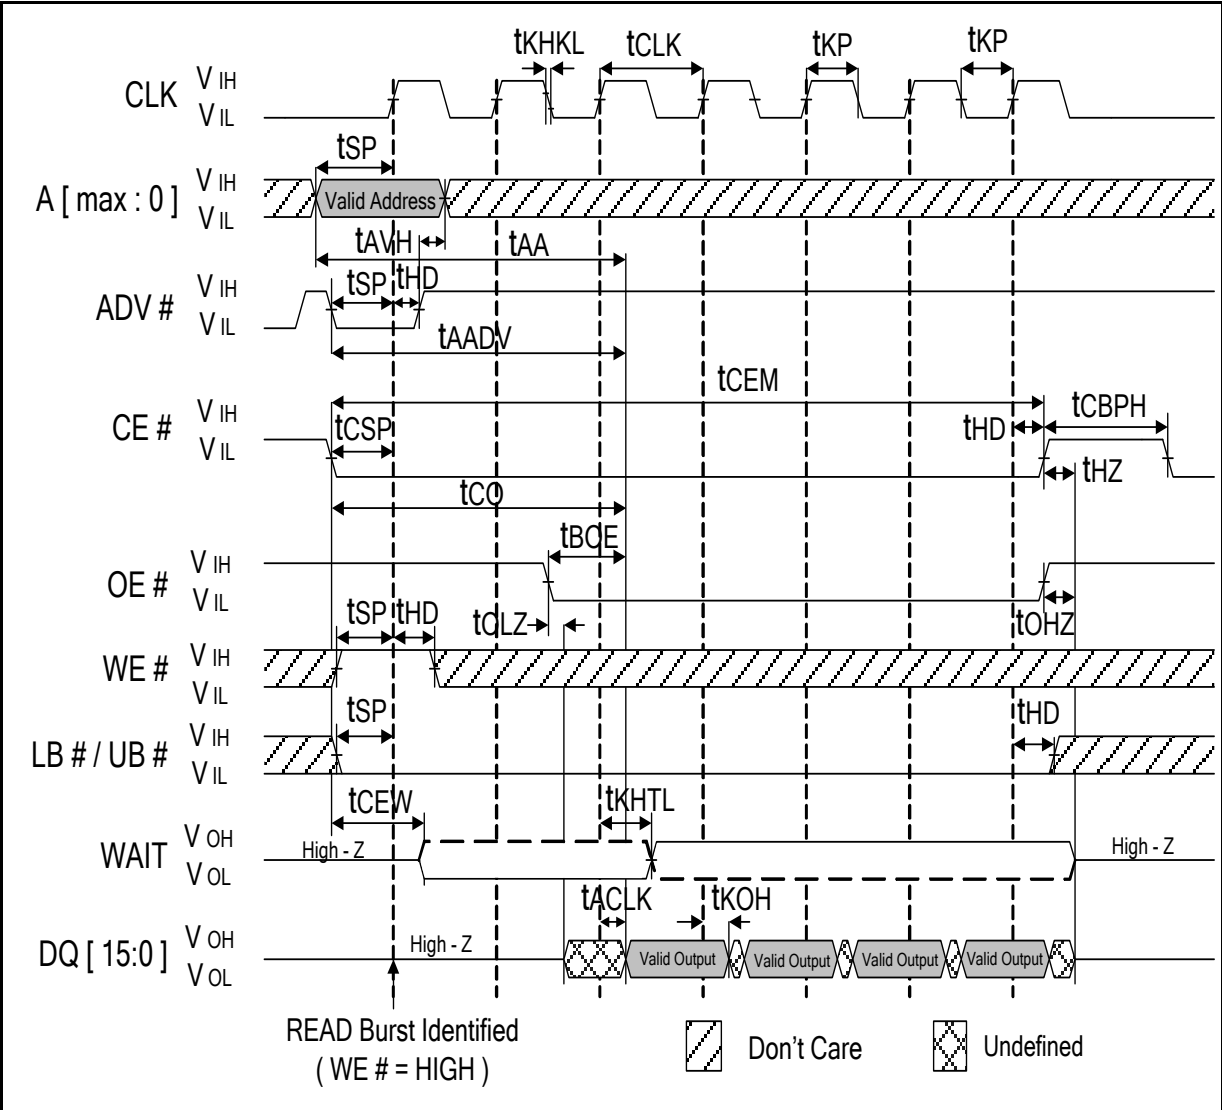 tKHKL tCLK tKP tKP
CLK V IH
V IL
tSP
A [ max : 0 ] V IH
V IL
Valid Address
tAVH tAA
tSP tHD
ADV # V IH
V IL
tAADV
tCEM
CE # V IH
V IL
tCSP tHD tCBPH
tHZ
tCO
tBOE
OE # V IH
V IL
tSP tHD tOLZ tOHZ
WE # V IH
V IL
tSP tHD
LB # / UB # V IH
V IL
tCEW tKHTL
WAIT V OH
V OL
High - Z High - Z
tACLK tKOH
DQ [ 15:0 ] V OH
V OL
High - Z Valid Output Valid Output Valid Output Valid Output
READ Burst Identified
( WE # = HIGH )
Don't Care Undefined